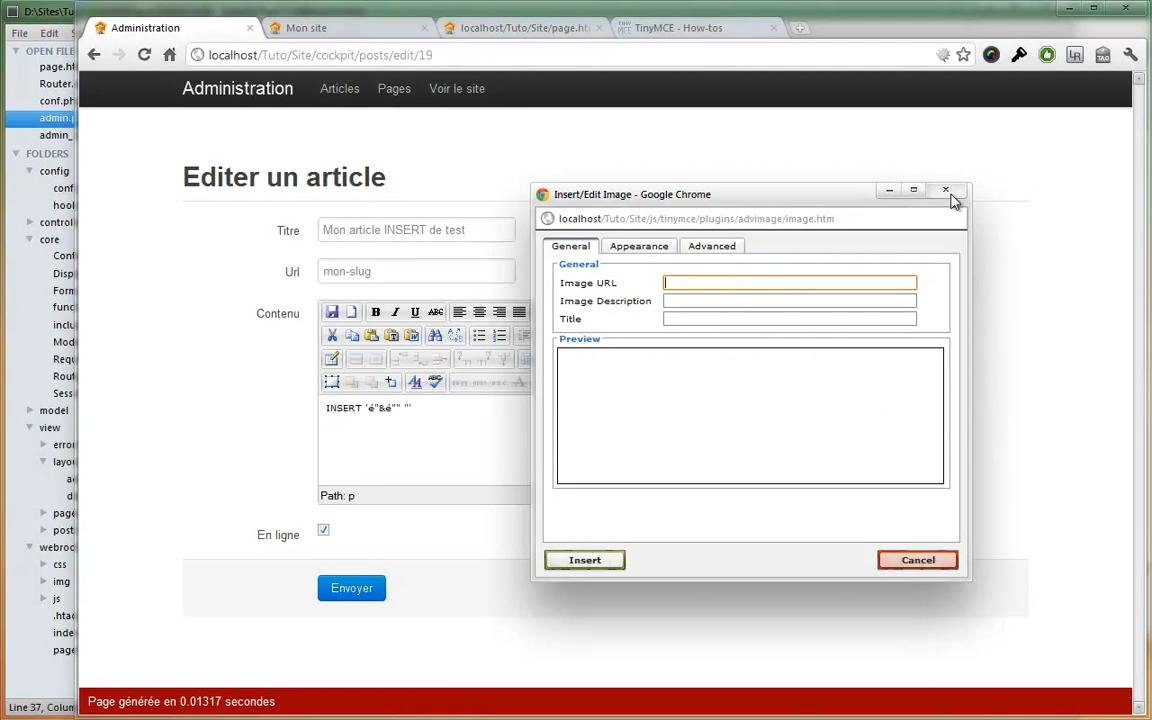 D:\Sites\Tu
File Edit
OPEN FILE
page.ht
Router.
conf.ph
admin.p
admin_
FOLDERS
config
conf
hool
control
core
Cont
Disp
Form
func
inclu
Mod
Requ
Rout
Sess
model
view
error
layou
a
d
page
post
webroo
css
img
js
.htac
inde
page
Line 37, Colum
Administration
Mon site
localhost/Tuto/Site/page.ht
TinyMCE - How-tos
localhost/Tuto/Site/cockpit/posts/edit/19
Administration Articles Pages Voir le site
Editer un article
Titre Mon article INSERT de test
Url mon-slug
Contenu
B I U ABC
INSERT 'é"&é"" "'
Path: p
En ligne
Envoyer
Page générée en 0.01317 secondes
Insert/Edit Image - Google Chrome
localhost/Tuto/Site/js/tinymce/plugins/advimage/image.htm
General Appearance Advanced
General
Image URL
Image Description
Title
Preview
Insert Cancel